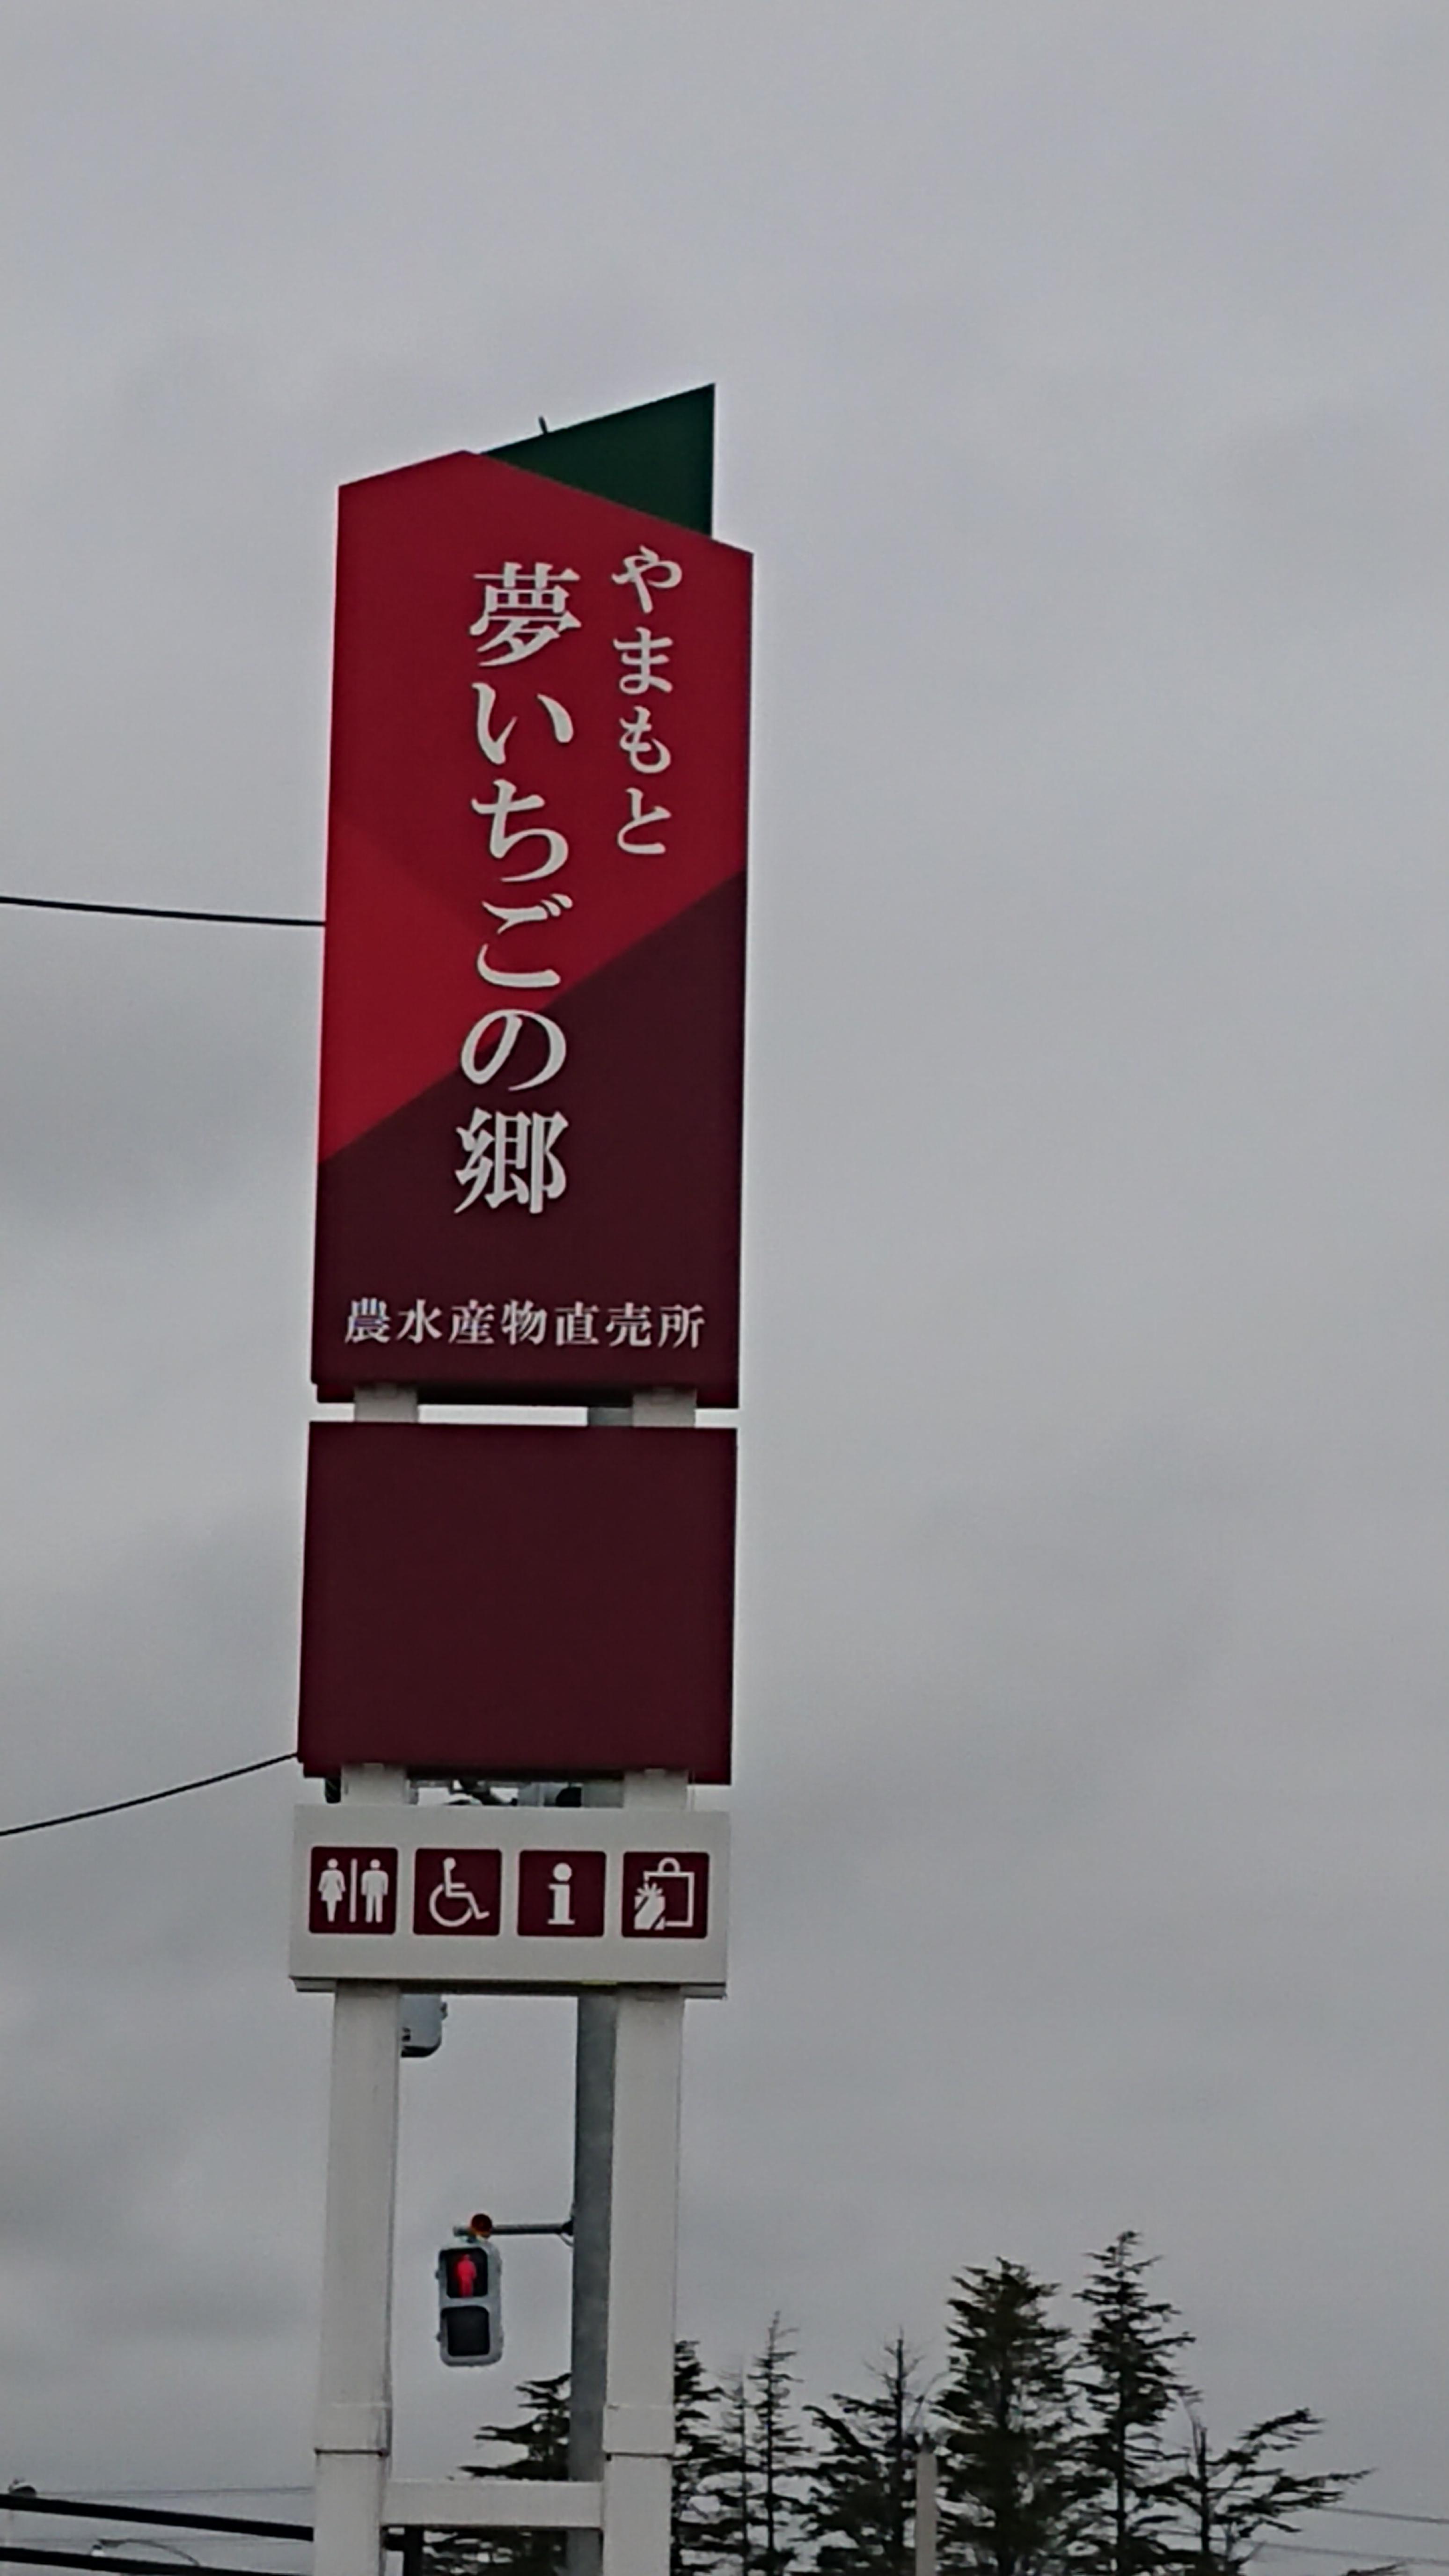 やまもと
夢いちごの郷
農水産物直売所